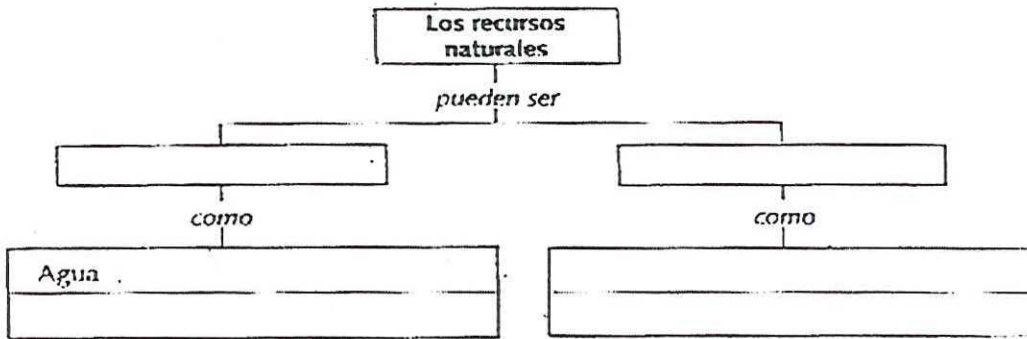 Los recursos
naturales
pueden ser
como
como
Agua